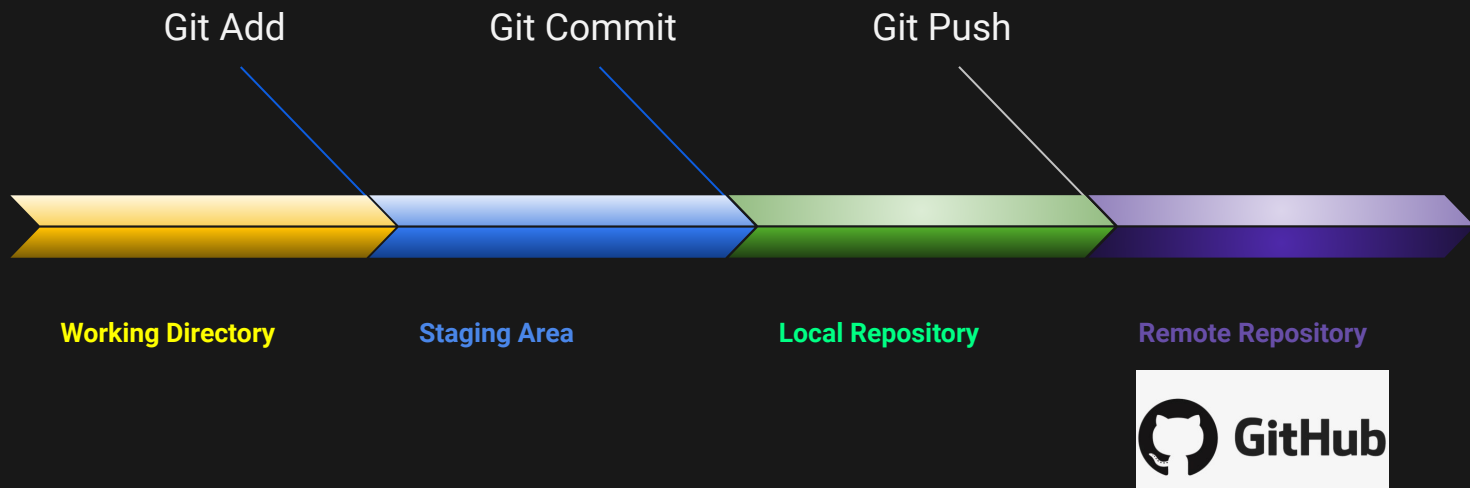 Git Add
Git Commit
Git Push
Working Directory
Staging Area
Local Repository
Remote Repository
GitHub